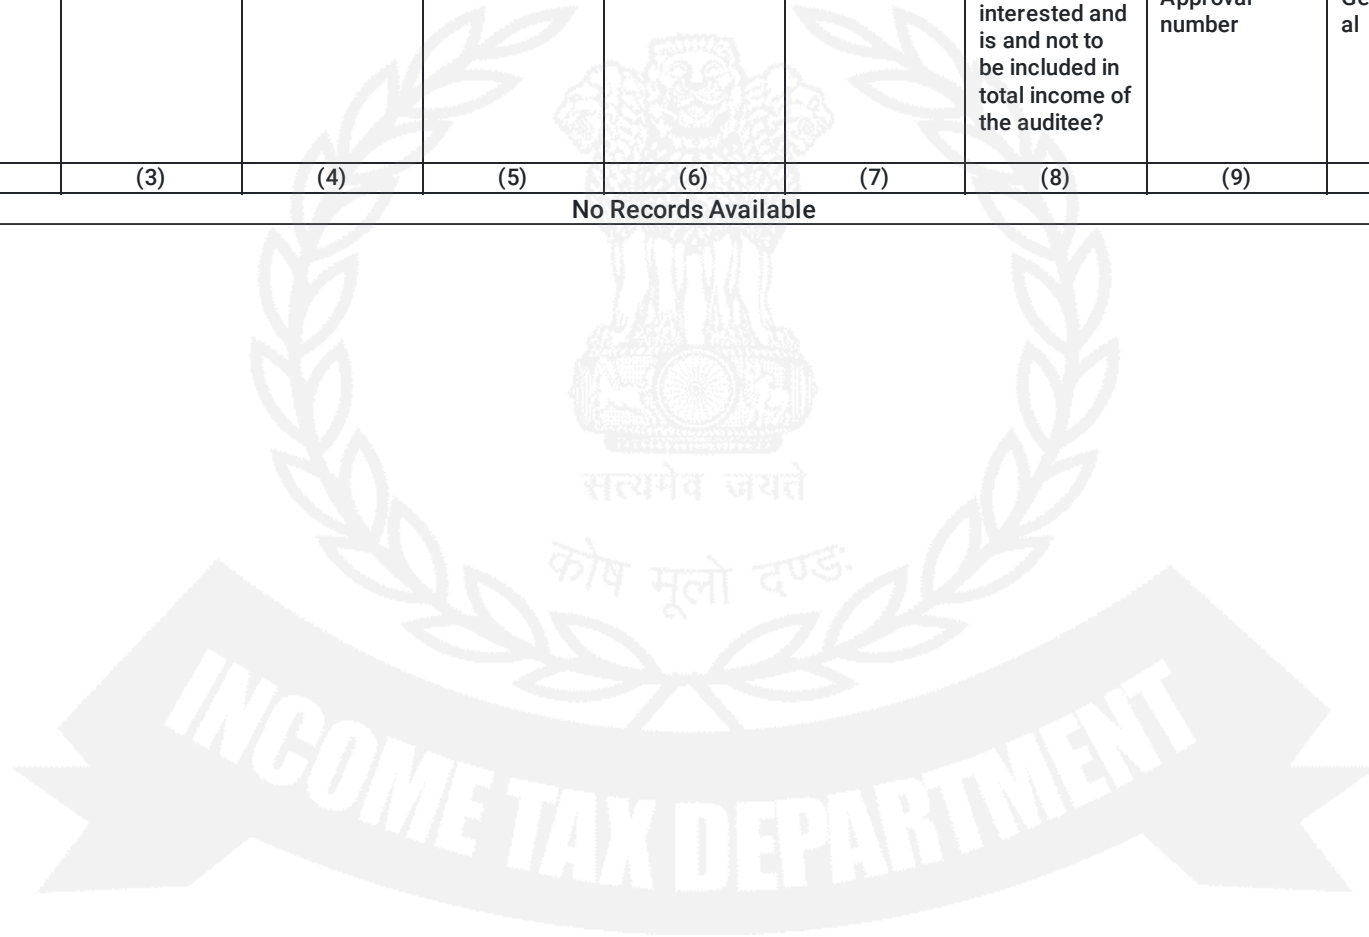 interested and
is and not to
be included in
total income of
the auditee?
Approval
number
al
(3) (4) (5) (6) (7) (8) (9)
No Records Available
सत्यमेव जयते
कोष मूलो दण्डः
INCOME TAX DEPARTMENT